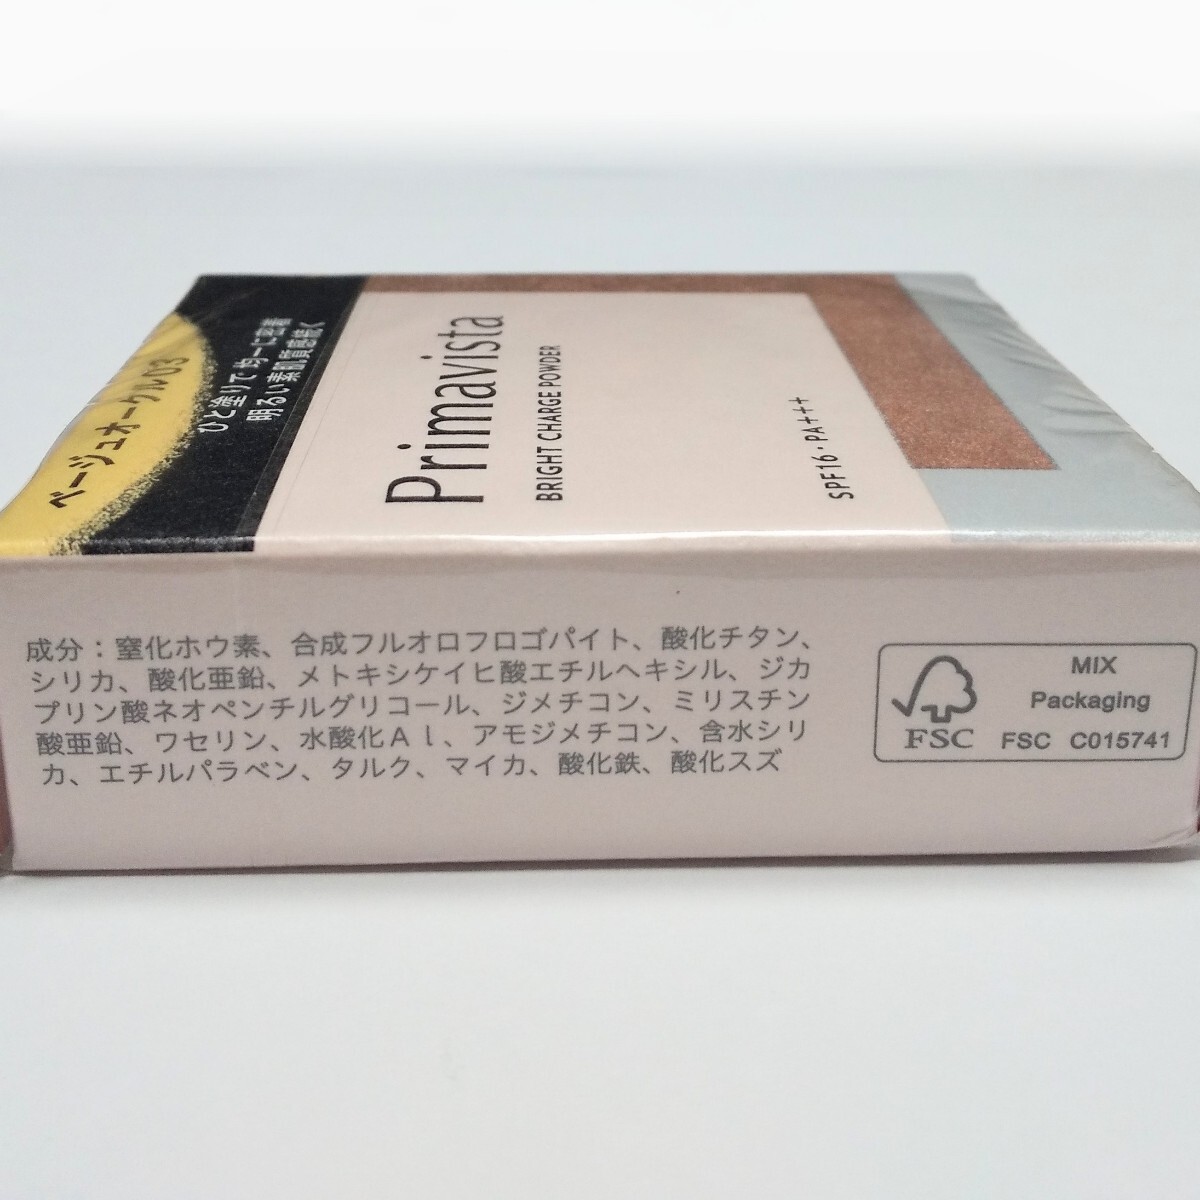 ベージュオークル03
ひと塗りで均一に密着
明るい素肌質感続く
Primavista
BRIGHT CHARGE POWDER
SPF16・PA+++
成分：窒化ホウ素、合成フルオロフロゴパイト、酸化チタン、
シリカ、酸化亜鉛、メトキシケイヒ酸エチルヘキシル、ジカ
プリン酸ネオペンチルグリコール、ジメチコン、ミリスチン
酸亜鉛、ワセリン、水酸化Ａｌ、アモジメチコン、含水シリ
カ、エチルパラベン、タルク、マイカ、酸化鉄、酸化スズ
FSC
MIX
Packaging
FSC C015741